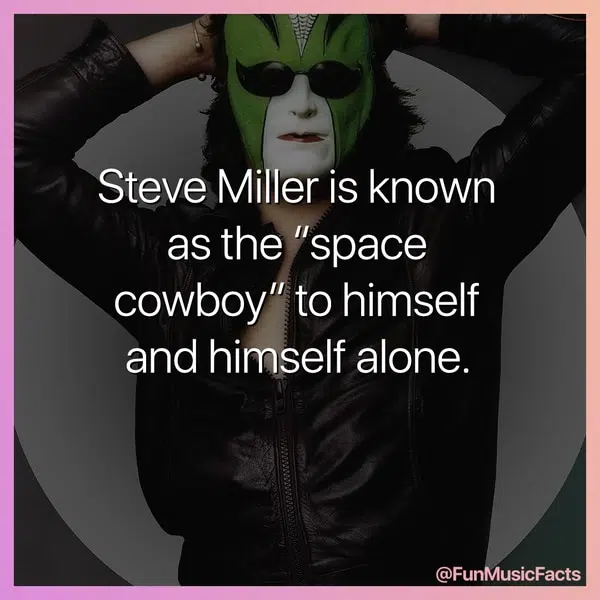 Steve Miller is known
as the “space
cowboy” to himself
and himself alone.
@FunMusicFacts